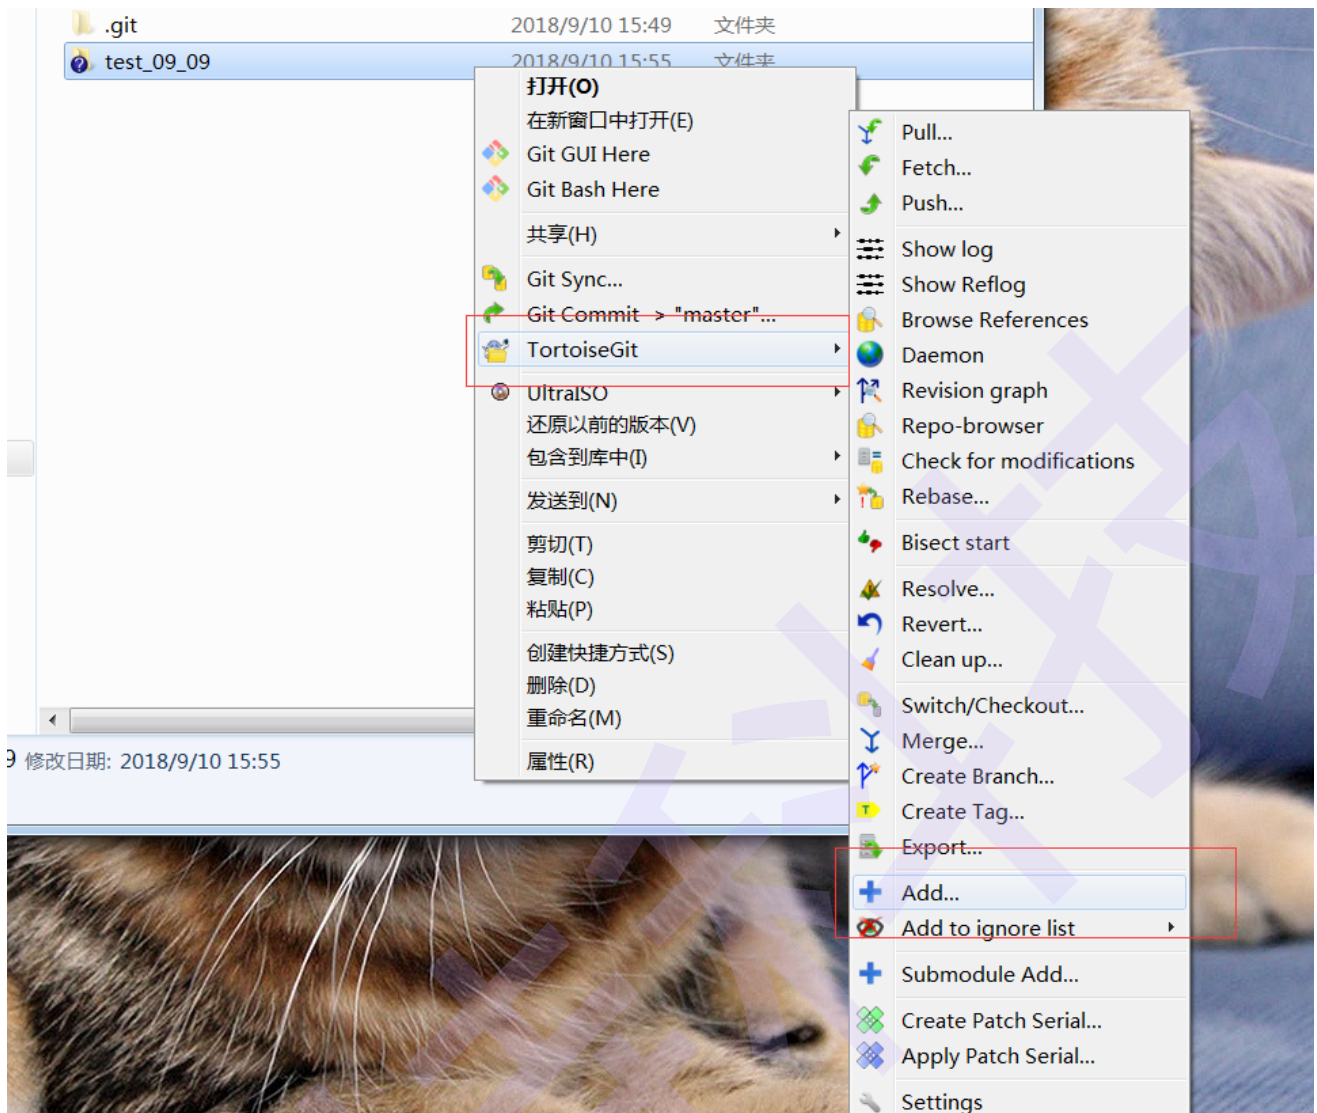 .git 2018/9/10 15:49 文件夹
test_09_09 2018/9/10 15:55 文件夹
打开(O)
在新窗口中打开(E)
Git GUI Here
Git Bash Here
共享(H)
Git Sync...
Git Commit -> "master"...
TortoiseGit
UltraISO
还原以前的版本(V)
包含到库中(I)
发送到(N)
剪切(T)
复制(C)
粘贴(P)
创建快捷方式(S)
删除(D)
重命名(M)
属性(R)
Pull...
Fetch...
Push...
Show log
Show Reflog
Browse References
Daemon
Revision graph
Repo-browser
Check for modifications
Rebase...
Bisect start
Resolve...
Revert...
Clean up...
Switch/Checkout...
Merge...
Create Branch...
Create Tag...
Export...
Add...
Add to ignore list
Submodule Add...
Create Patch Serial...
Apply Patch Serial...
Settings
9 修改日期: 2018/9/10 15:55